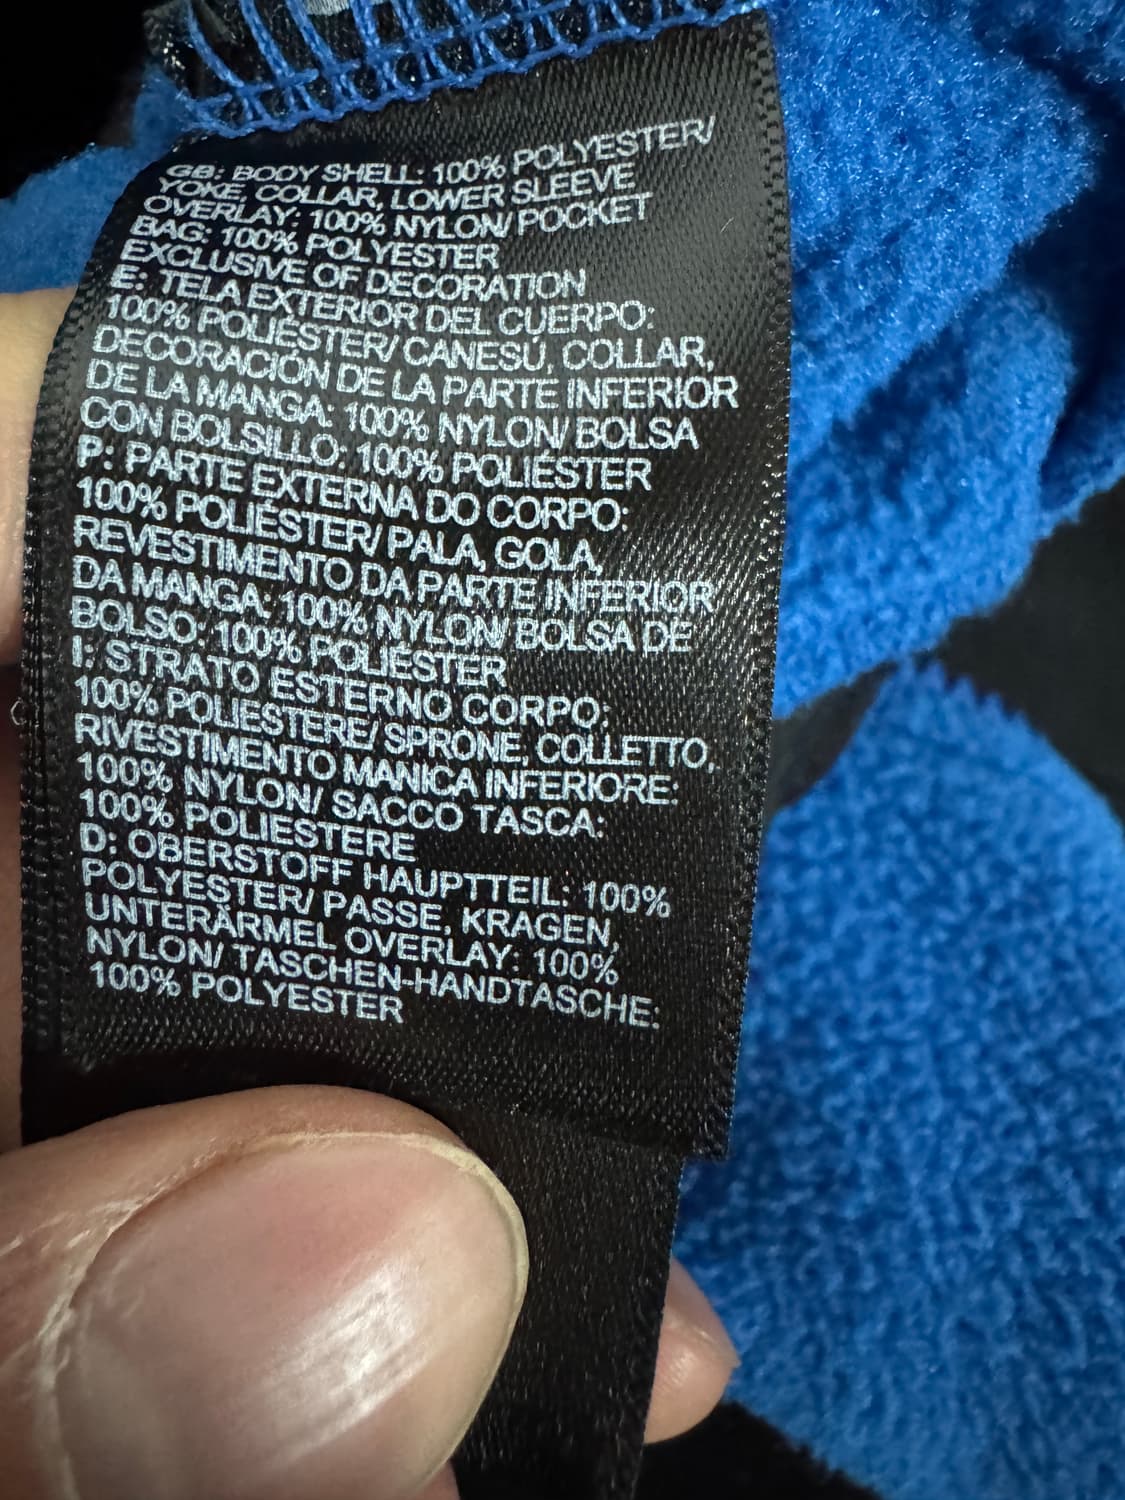 GB: BODY SHELL: 100% POLYESTER/
YOKE, COLLAR, LOWER SLEEVE
OVERLAY: 100% NYLON/ POCKET
BAG: 100% POLYESTER
EXCLUSIVE OF DECORATION
E: TELA EXTERIOR DEL CUERPO:
100% POLIÉSTER/ CANESÚ, COLLAR,
DECORACIÓN DE LA PARTE INFERIOR
DE LA MANGA: 100% NYLON/ BOLSA
CON BOLSILLO: 100% POLIÉSTER
P: PARTE EXTERNA DO CORPO:
100% POLIÉSTER/ PALA, GOLA,
REVESTIMENTO DA PARTE INFERIOR
DA MANGA: 100% NYLON/ BOLSA DE
BOLSO: 100% POLIÉSTER
I: STRATO ESTERNO CORPO:
100% POLIESTERE/ SPRONE, COLLETTO,
RIVESTIMENTO MANICA INFERIORE:
100% NYLON/ SACCO TASCA:
100% POLIESTERE
D: OBERSTOFF HAUPTTEIL: 100%
POLYESTER/ PASSE, KRAGEN,
UNTERÄRMEL OVERLAY: 100%
NYLON/ TASCHEN-HANDTASCHE:
100% POLYESTER